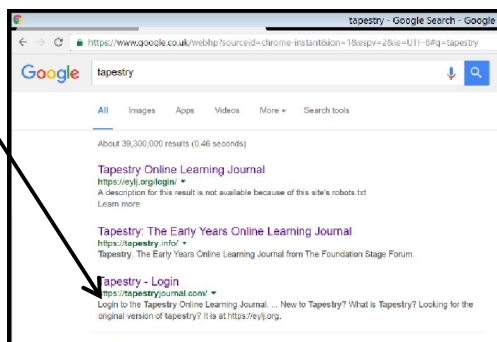 tapestry - Google Search - Google
https://www.google.co.uk/webhp?sourceid=chrome-instant&ion=1&espv=2&ie=UTF-8#q=tapestry
Google tapestry
All Images Apps Videos More Search tools
About 39,300,000 results (0.46 seconds)
Tapestry Online Learning Journal
https://eylj.org/login/
A description for this result is not available because of this site's robots.txt
Learn more
Tapestry: The Early Years Online Learning Journal
https://tapestry.info/
Tapestry, The Early Years Online Learning Journal from The Foundation Stage Forum.
Tapestry - Login
https://tapestryjournal.com/
Login to the Tapestry Online Learning Journal. ... New to Tapestry? What is Tapestry? Looking for the
original version of tapestry? It is at https://eylj.org.